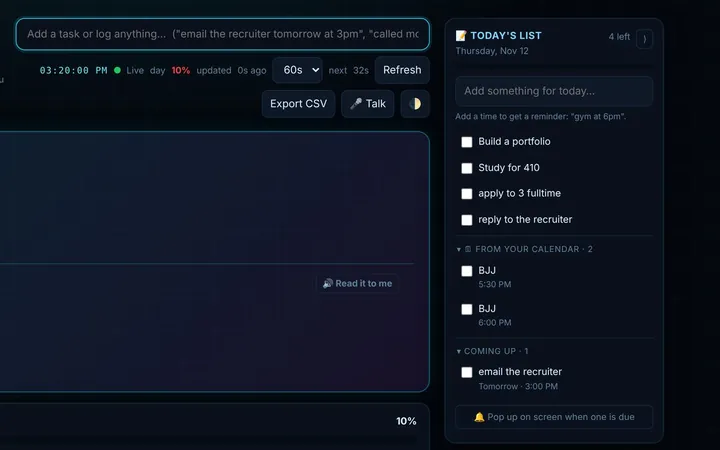 Add a task or log anything... ("email the recruiter tomorrow at 3pm", "called mo
03:20:00 PM Live day 10% updated 0s ago 60s next 32s Refresh
Export CSV 🎤 Talk 🌗
🔊 Read it to me
10%
📝 TODAY'S LIST 4 left ⟩
Thursday, Nov 12
Add something for today...
Add a time to get a reminder: "gym at 6pm".
Build a portfolio
Study for 410
apply to 3 fulltime
reply to the recruiter
▾ 🗓 FROM YOUR CALENDAR · 2
BJJ
5:30 PM
BJJ
6:00 PM
▾ COMING UP · 1
email the recruiter
Tomorrow · 3:00 PM
🔔 Pop up on screen when one is due